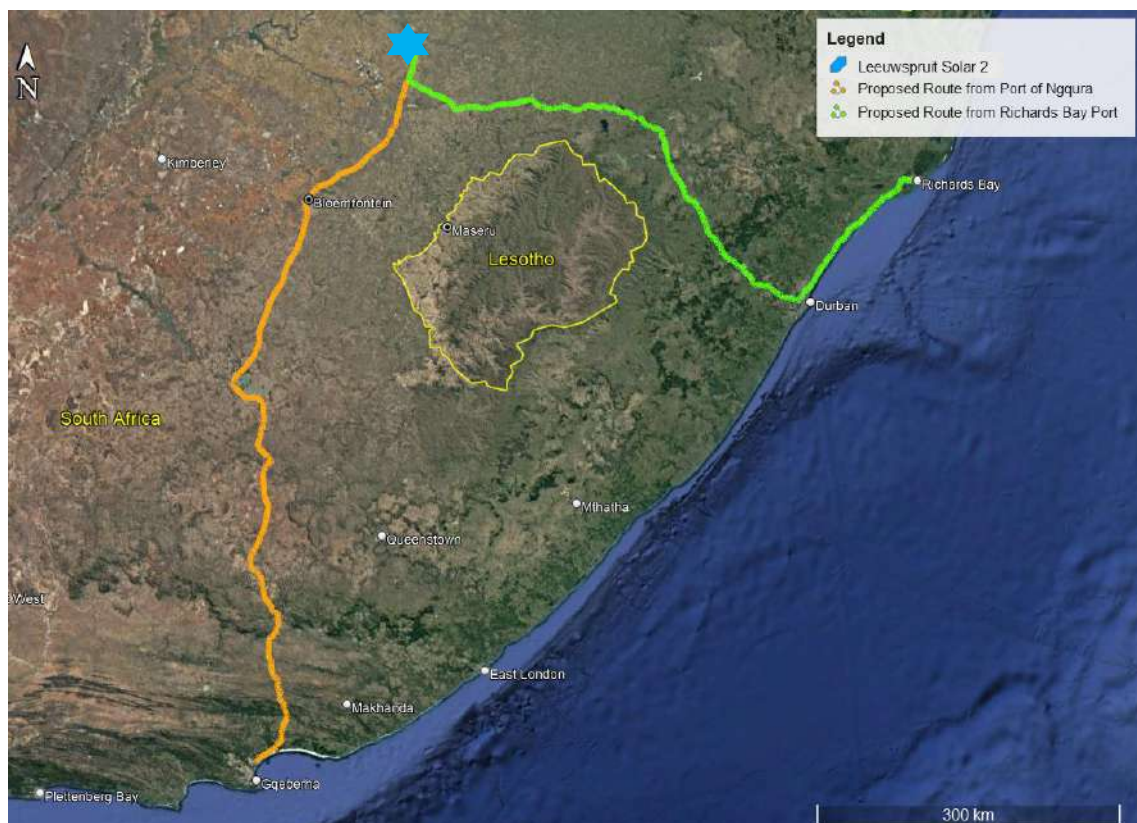 Legend
Leeuwspruit Solar 2
Proposed Route from Port of Ngqura
Proposed Route from Richards Bay Port
N
Kimberley
Bloemfontein
Maseru
Lesotho
Richards Bay
Durban
South Africa
Mthatha
Queenstown
West
East London
Makhanda
Gqeberha
Plettenberg Bay
300 km